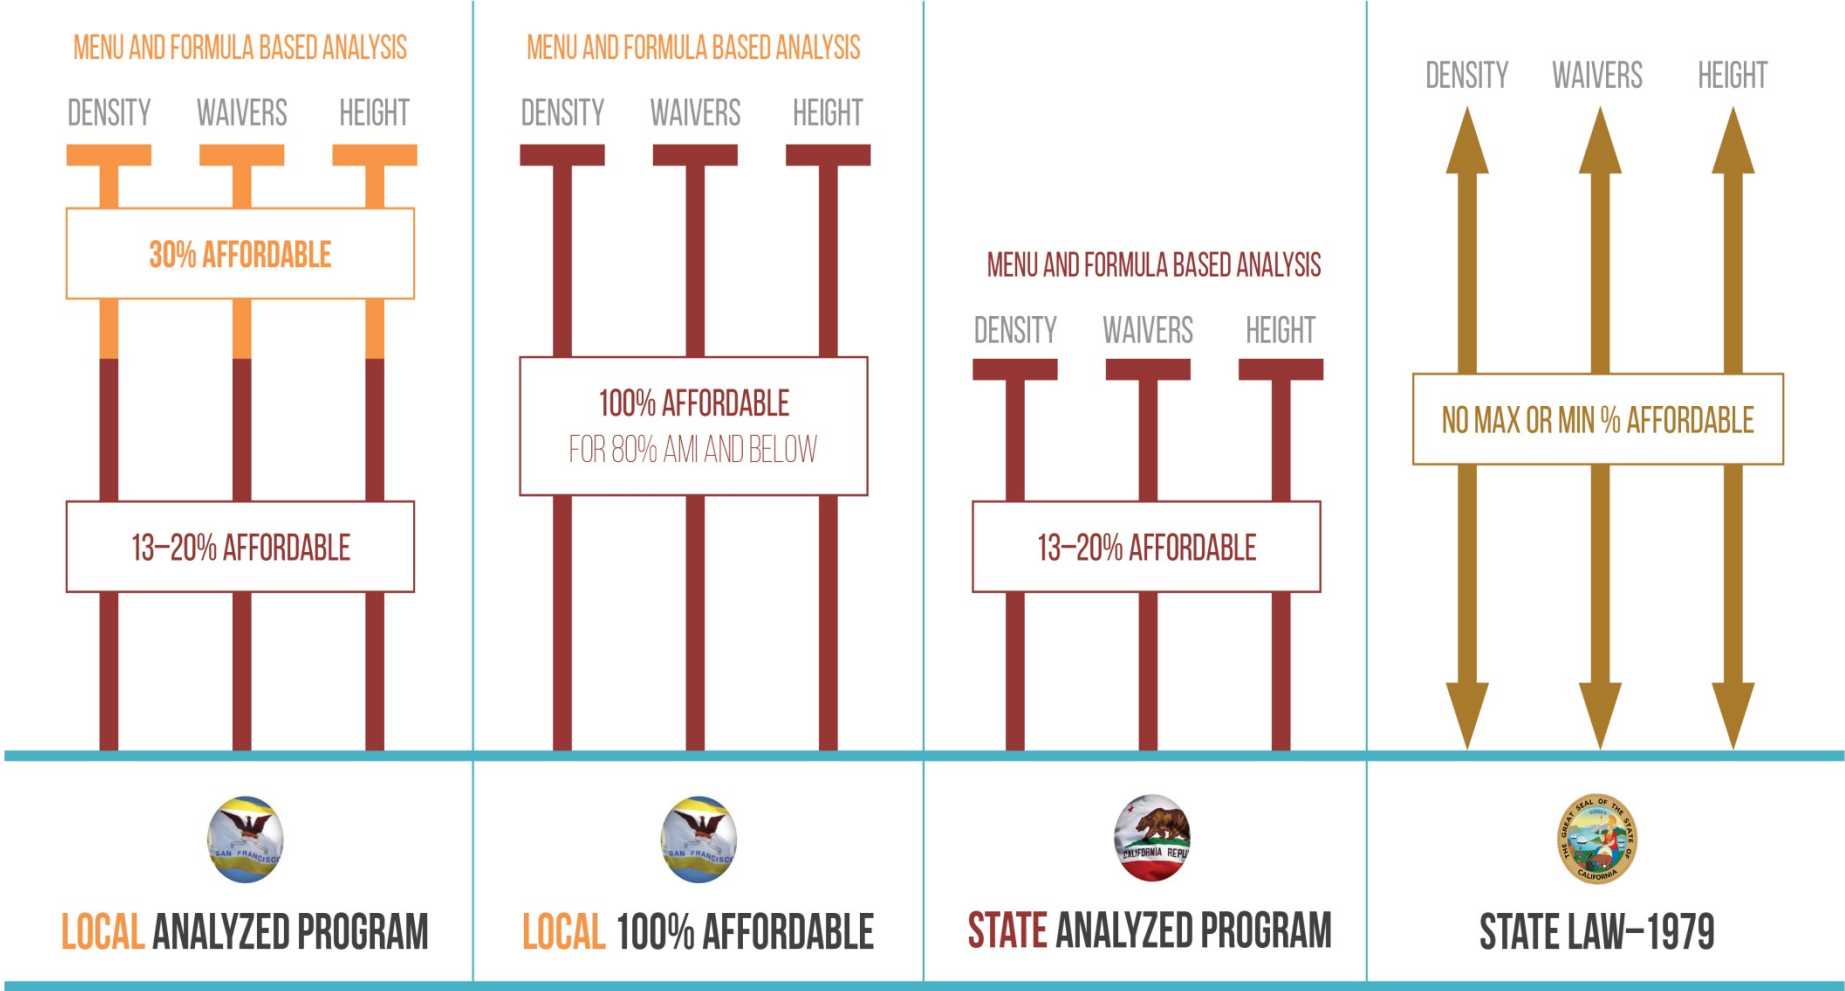 MENU AND FORMULA BASED ANALYSIS
DENSITY WAIVERS HEIGHT
30% AFFORDABLE
13–20% AFFORDABLE
SAN FRANCISC
LOCAL ANALYZED PROGRAM
MENU AND FORMULA BASED ANALYSIS
DENSITY WAIVERS HEIGHT
100% AFFORDABLE
FOR 80% AMI AND BELOW
SAN FRANCISC
LOCAL 100% AFFORDABLE
MENU AND FORMULA BASED ANALYSIS
DENSITY WAIVERS HEIGHT
13–20% AFFORDABLE
CALIFORNIA REPU
STATE ANALYZED PROGRAM
DENSITY WAIVERS HEIGHT
NO MAX OR MIN % AFFORDABLE
THE GREAT SEAL OF THE STATE OF CALIFORNIA
STATE LAW–1979